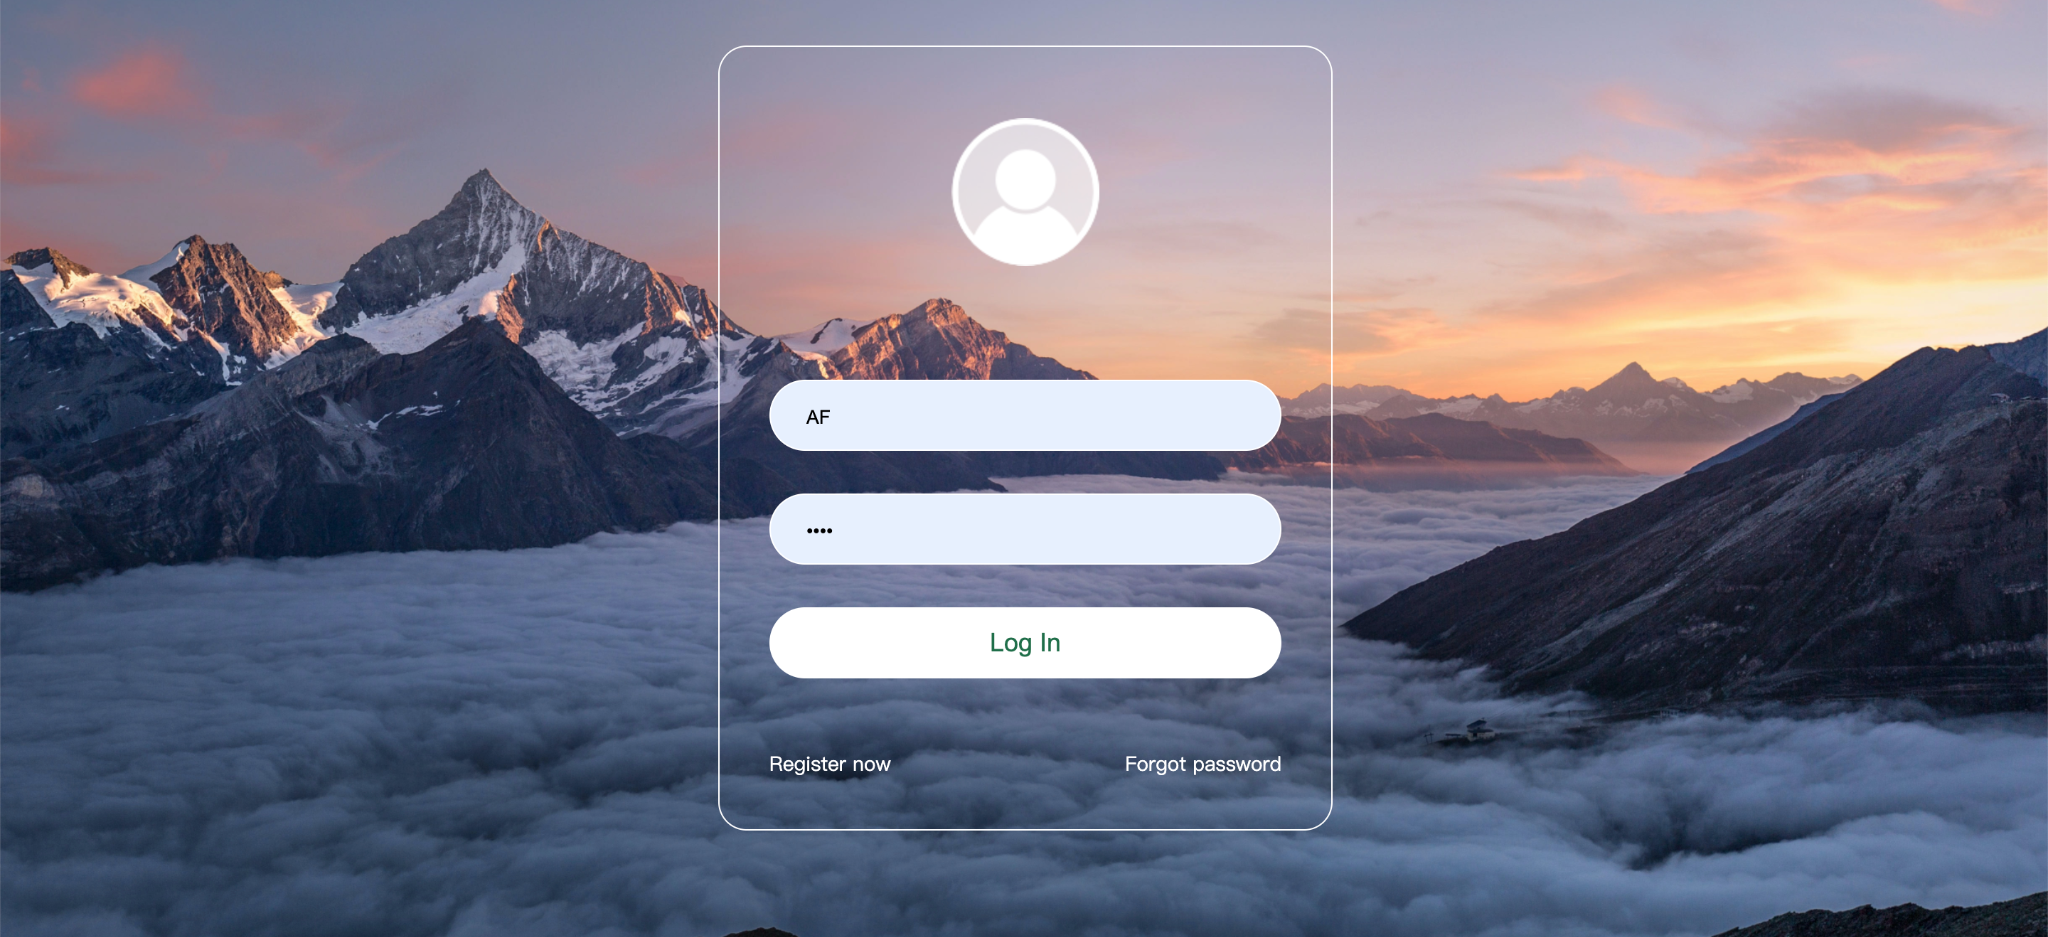 AF
••••
Log In
Register now
Forgot password